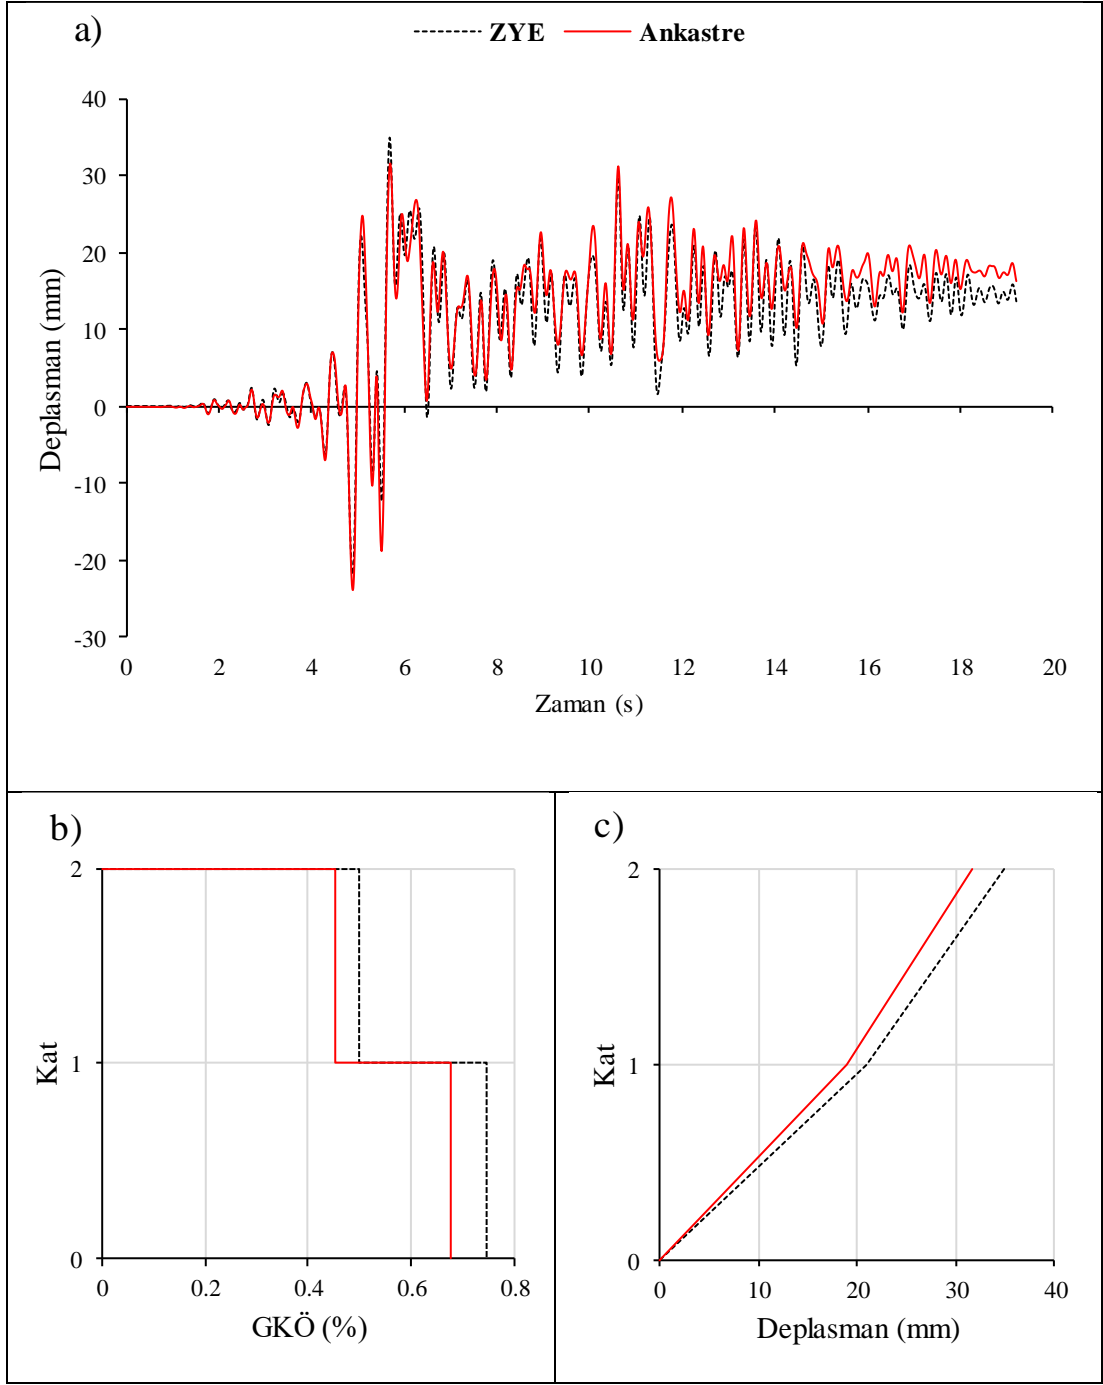 a)
ZYE Ankastre
40
30
20
10
0
-10
-20
-30
Deplasman (mm)
0 2 4 6 8 10 12 14 16 18 20
Zaman (s)
b)
2
1
0
Kat
0 0.2 0.4 0.6 0.8
GKÖ (%)
c)
2
1
0
Kat
0 10 20 30 40
Deplasman (mm)